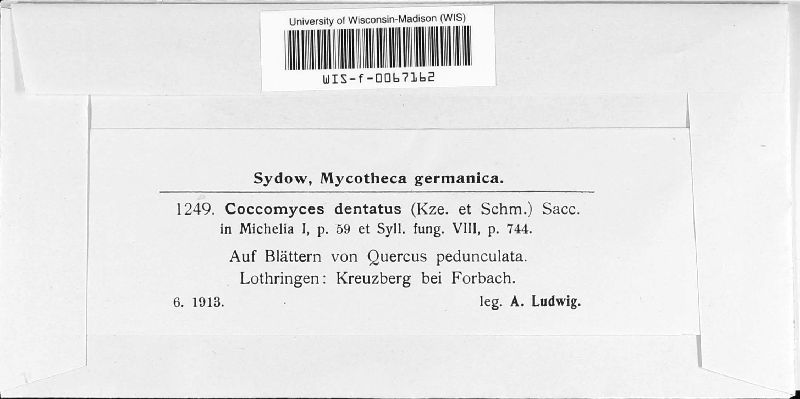 University of Wisconsin-Madison (WIS)
WIS-f-0067162
Sydow, Mycotheca germanica.
1249. Coccomyces dentatus (Kze. et Schm.) Sacc.
in Michelia I, p. 59 et Syll. fung. VIII, p. 744.
Auf Blättern von Quercus pedunculata.
Lothringen: Kreuzberg bei Forbach.
6. 1913. leg. A. Ludwig.